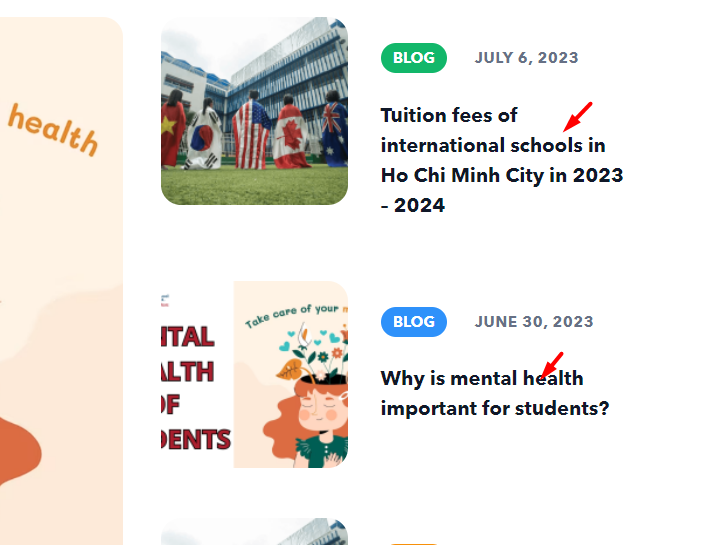 health
BLOG JULY 6, 2023
Tuition fees of
international schools in
Ho Chi Minh City in 2023
– 2024
BLOG JUNE 30, 2023
Take care of your
NTAL
ALTH
OF
DENTS
Why is mental health
important for students?